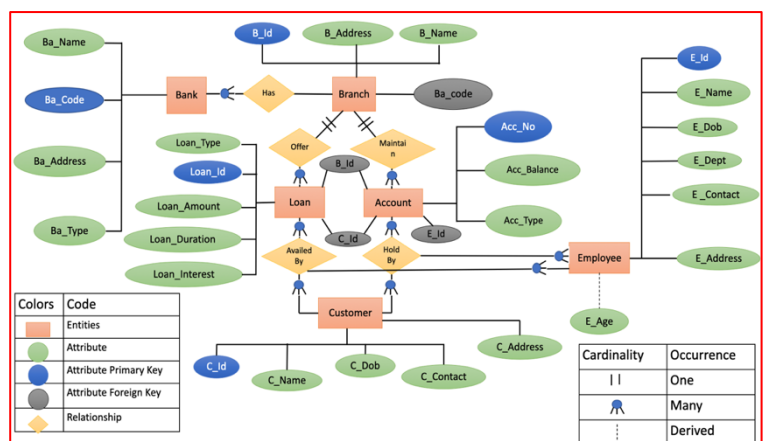 B_Id
B_Address
B_Name
Ba_Name
E_Id
Ba_Code
Bank
Has
Branch
Ba_code
E_Name
Loan_Type
Offer
Maintai
n
Acc_No
E_Dob
Ba_Address
Loan_Id
B_Id
Acc_Balance
E_Dept
Loan_Amount
Loan
Account
E_Contact
Ba_Type
Loan_Duration
C_Id
E_Id
Acc_Type
Loan_Interest
Availed
By
Hold
By
Employee
E_Address
Customer
E_Age
C_Id
C_Name
C_Dob
C_Contact
C_Address
Colors Code
Entities
Attribute
Attribute Primary Key
Attribute Foreign Key
Relationship
Cardinality Occurrence
One
Many
Derived